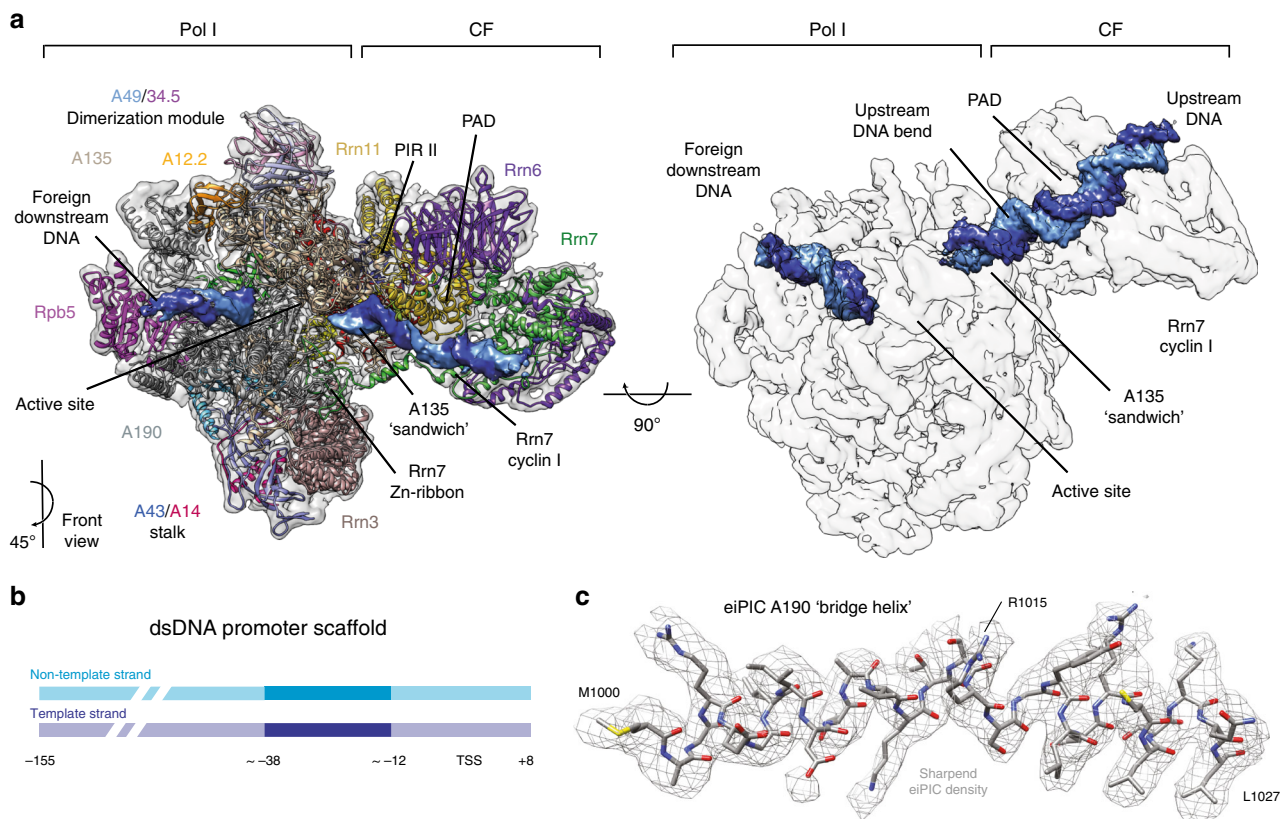 a
Pol I
CF
A49/34.5
Dimerization module
A135
A12.2
Rrn11
PIR II
PAD
Rrn6
Foreign
downstream
DNA
Rrn7
Rpb5
Active site
A190
A135
'sandwich'
Rrn7
cyclin I
Rrn7
Zn-ribbon
A43/A14
stalk
Rrn3
45°
Front
view
90°
Pol I
CF
Foreign
downstream
DNA
Upstream
DNA bend
PAD
Upstream
DNA
Rrn7
cyclin I
A135
'sandwich'
Active site
b
dsDNA promoter scaffold
Non-template strand
Template strand
–155
~ –38
~ –12
TSS
+8
c
eiPIC A190 'bridge helix'
R1015
M1000
Sharpend
eiPIC density
L1027